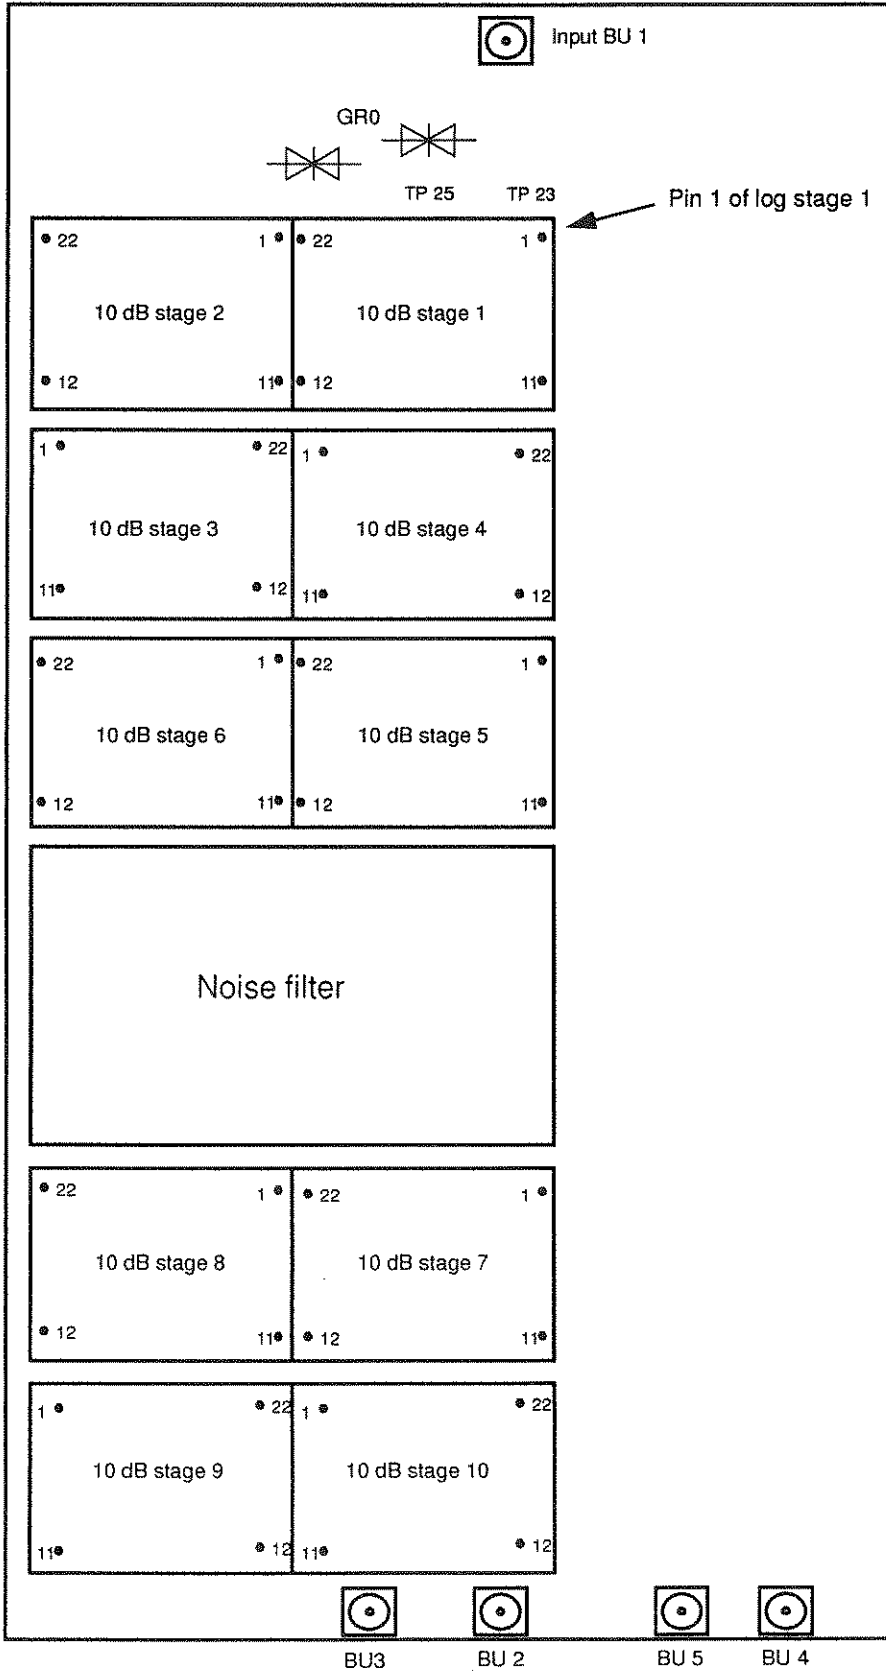 Input BU 1
GR0
TP 25 TP 23
Pin 1 of log stage 1
22 1 22 1
10 dB stage 2 10 dB stage 1
12 11 12 11
1 22 1 22
10 dB stage 3 10 dB stage 4
11 12 11 12
22 1 22 1
10 dB stage 6 10 dB stage 5
12 11 12 11
Noise filter
22 1 22 1
10 dB stage 8 10 dB stage 7
12 11 12 11
1 22 1 22
10 dB stage 9 10 dB stage 10
11 12 11 12
BU3 BU 2 BU 5 BU 4